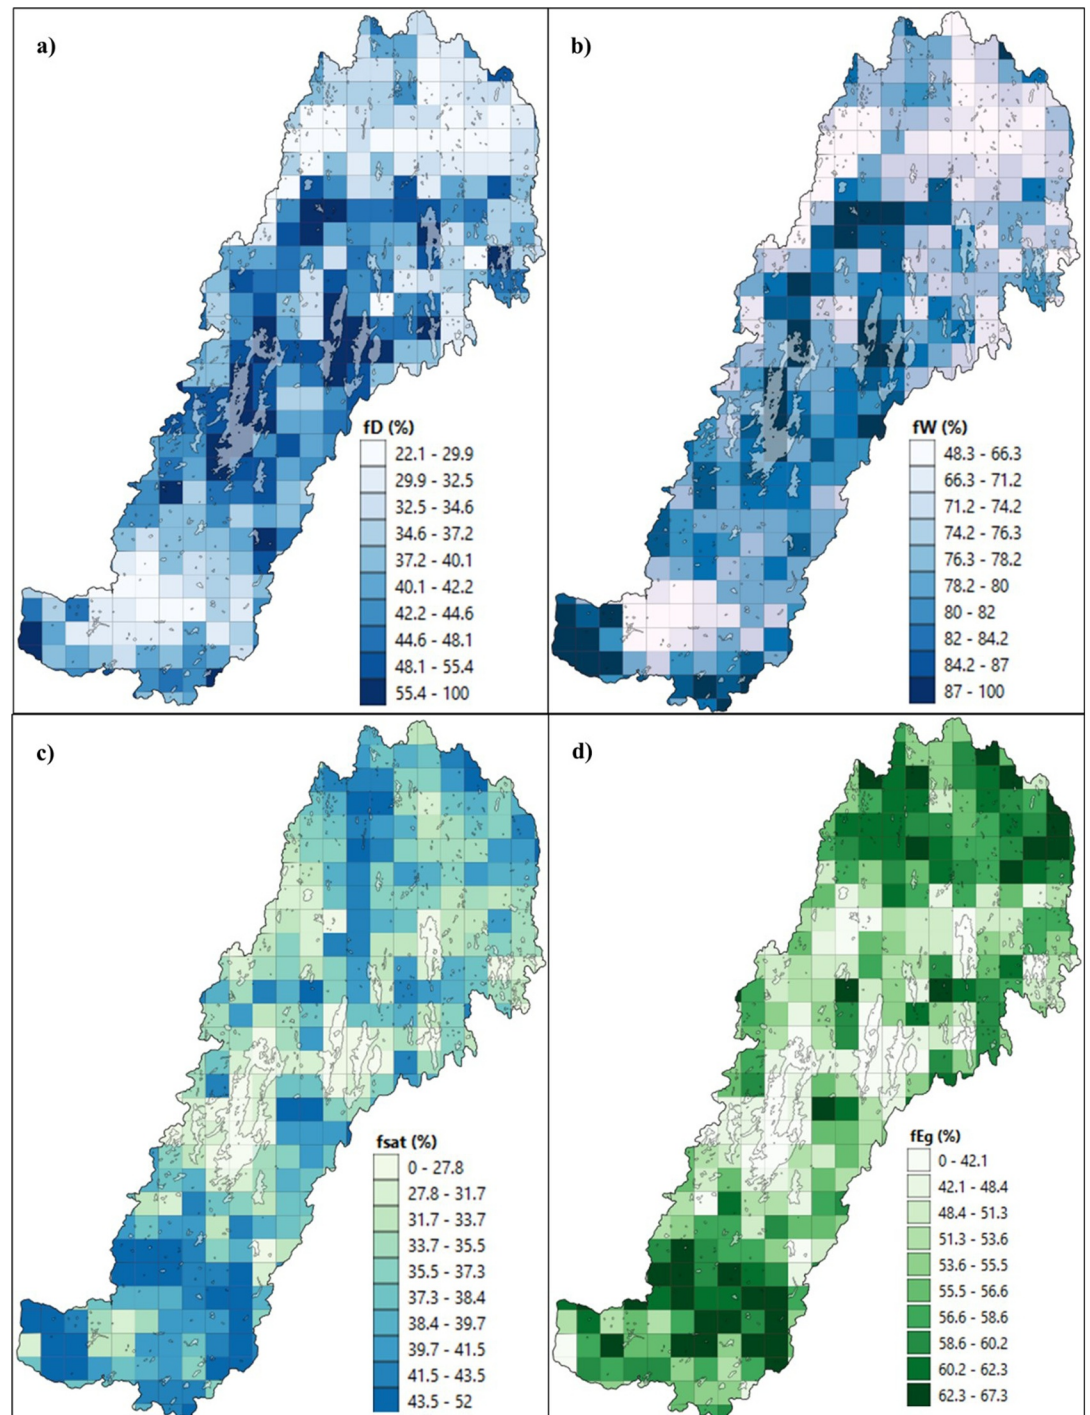 a)
fD (%)
22.1 - 29.9
29.9 - 32.5
32.5 - 34.6
34.6 - 37.2
37.2 - 40.1
40.1 - 42.2
42.2 - 44.6
44.6 - 48.1
48.1 - 55.4
55.4 - 100
b)
fW (%)
48.3 - 66.3
66.3 - 71.2
71.2 - 74.2
74.2 - 76.3
76.3 - 78.2
78.2 - 80
80 - 82
82 - 84.2
84.2 - 87
87 - 100
c)
fsat (%)
0 - 27.8
27.8 - 31.7
31.7 - 33.7
33.7 - 35.5
35.5 - 37.3
37.3 - 38.4
38.4 - 39.7
39.7 - 41.5
41.5 - 43.5
43.5 - 52
d)
fEg (%)
0 - 42.1
42.1 - 48.4
48.4 - 51.3
51.3 - 53.6
53.6 - 55.5
55.5 - 56.6
56.6 - 58.6
58.6 - 60.2
60.2 - 62.3
62.3 - 67.3